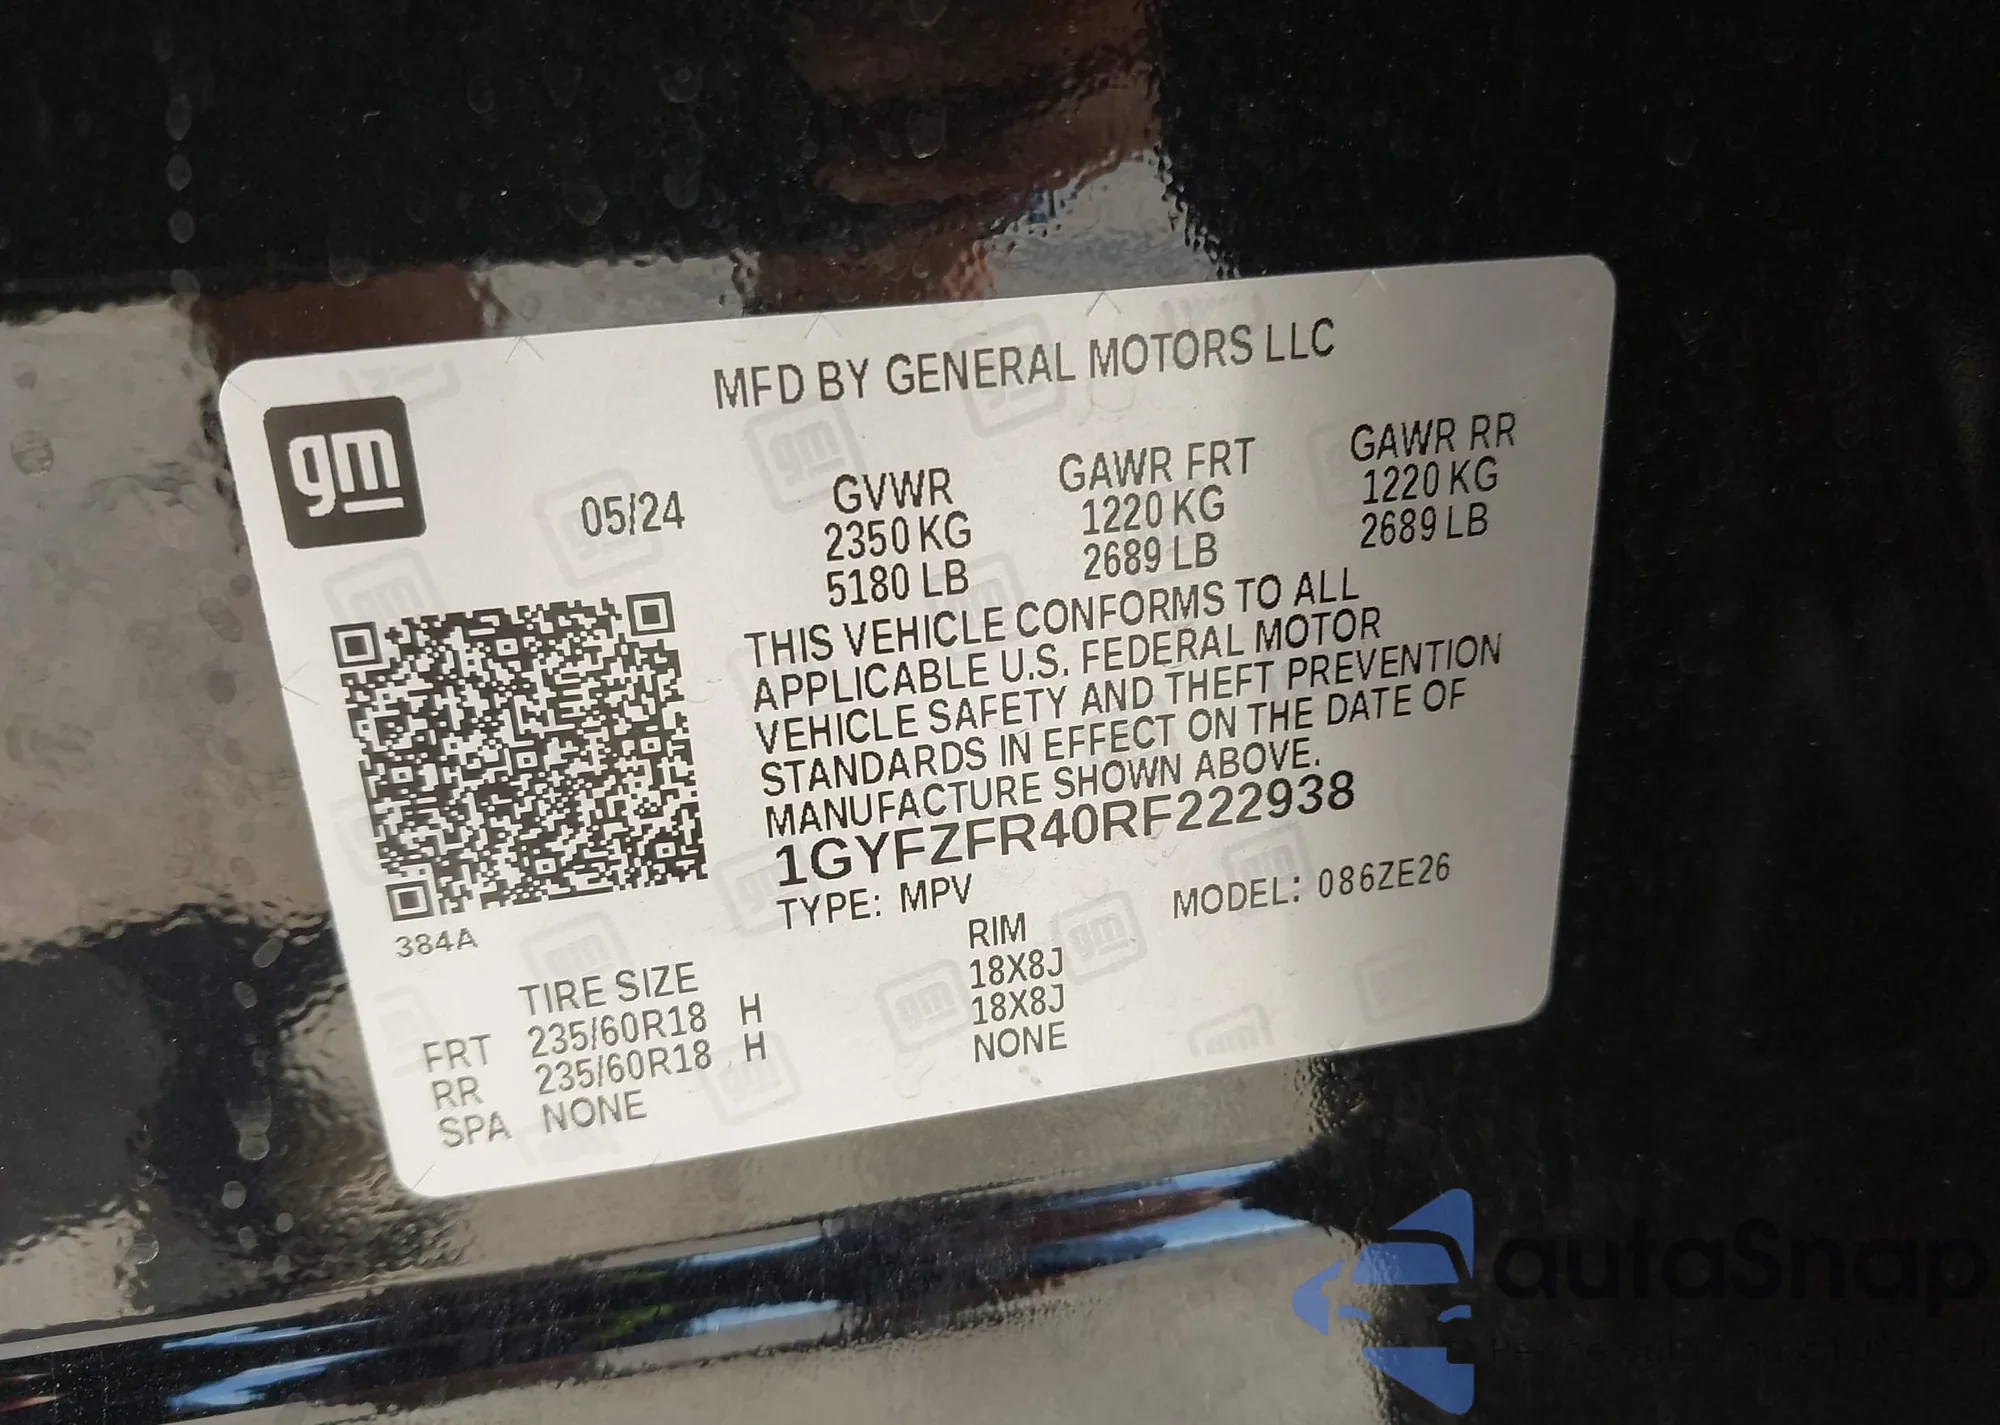 MFD BY GENERAL MOTORS LLC
gm
05/24
GVWR
2350 KG
5180 LB
GAWR FRT
1220 KG
2689 LB
GAWR RR
1220 KG
2689 LB
THIS VEHICLE CONFORMS TO ALL
APPLICABLE U.S. FEDERAL MOTOR
VEHICLE SAFETY AND THEFT PREVENTION
STANDARDS IN EFFECT ON THE DATE OF
MANUFACTURE SHOWN ABOVE.
1GYFZFR40RF222938
TYPE: MPV MODEL: 086ZE26
384A
TIRE SIZE RIM
FRT 235/60R18 H 18X8J
RR 235/60R18 H 18X8J
SPA NONE NONE
autaSnap